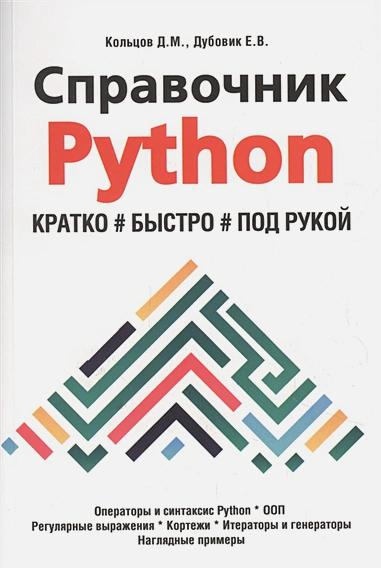 Кольцов Д.М., Дубовик Е.В.
Справочник
Python
КРАТКО # БЫСТРО # ПОД РУКОЙ
Операторы и синтаксис Python * ООП
Регулярные выражения * Кортежи * Итераторы и генераторы
Наглядные примеры